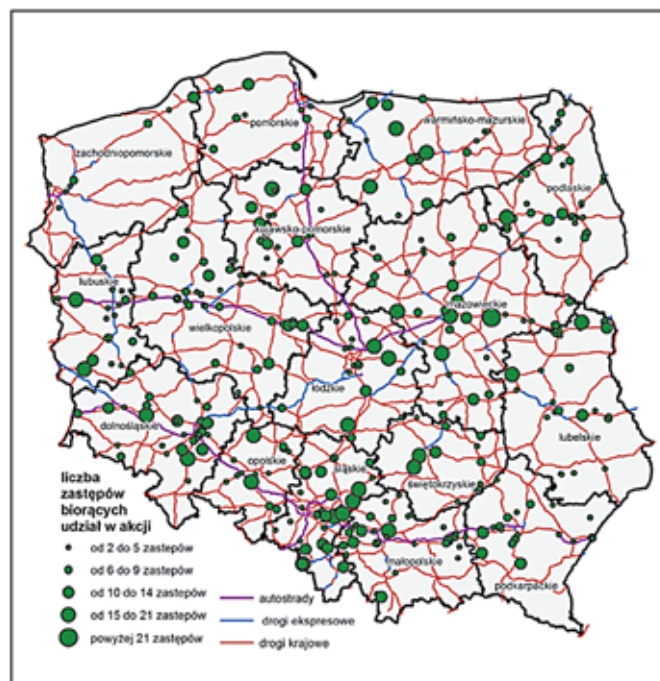 pomorskie
warmińsko-mazurskie
zachodniopomorskie
podlaskie
kujawsko-pomorskie
lubuskie
mazowieckie
wielkopolskie
łódzkie
dolnośląskie
lubelskie
opolskie
śląskie
świętokrzyskie
małopolskie
podkarpackie
liczba
zastępów
biorących
udział w akcji
od 2 do 5 zastępów
od 6 do 9 zastępów
od 10 do 14 zastępów
od 15 do 21 zastępów
powyżej 21 zastępów
autostrady
drogi ekspresowe
drogi krajowe